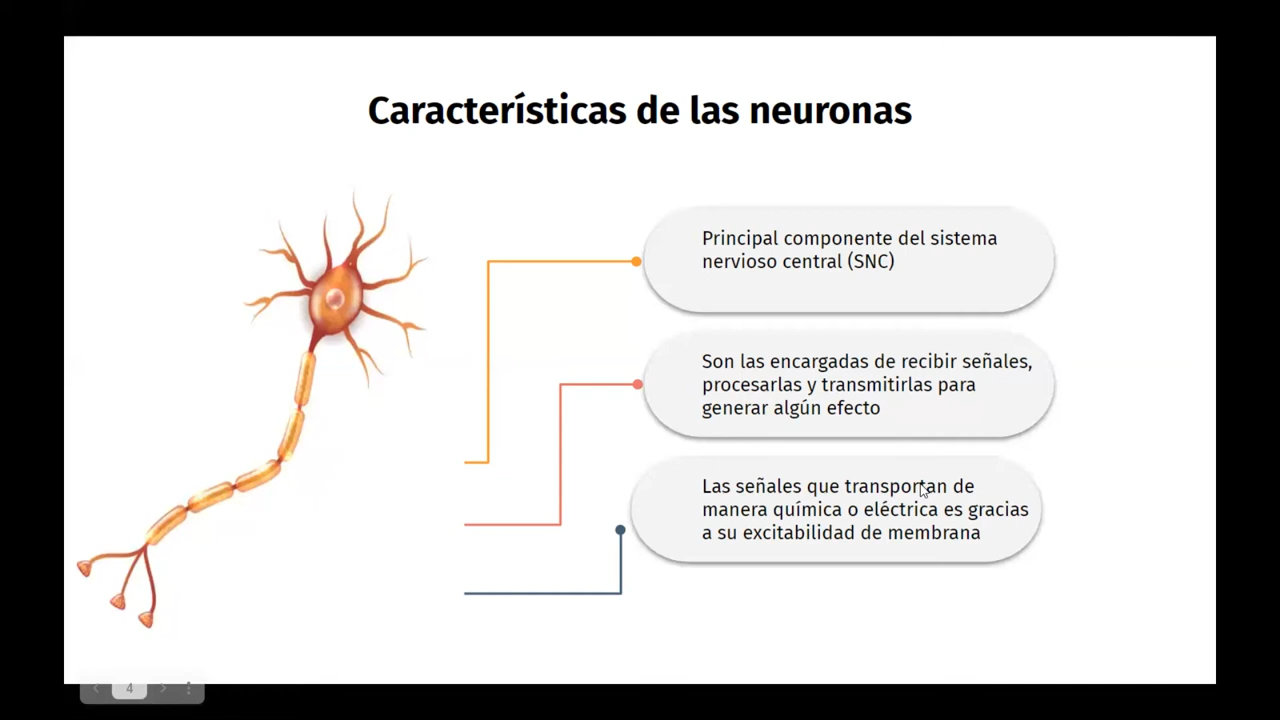 Características de las neuronas
Principal componente del sistema
nervioso central (SNC)
Son las encargadas de recibir señales,
procesarlas y transmitirlas para
generar algún efecto
Las señales que transportan de
manera química o eléctrica es gracias
a su excitabilidad de membrana
4